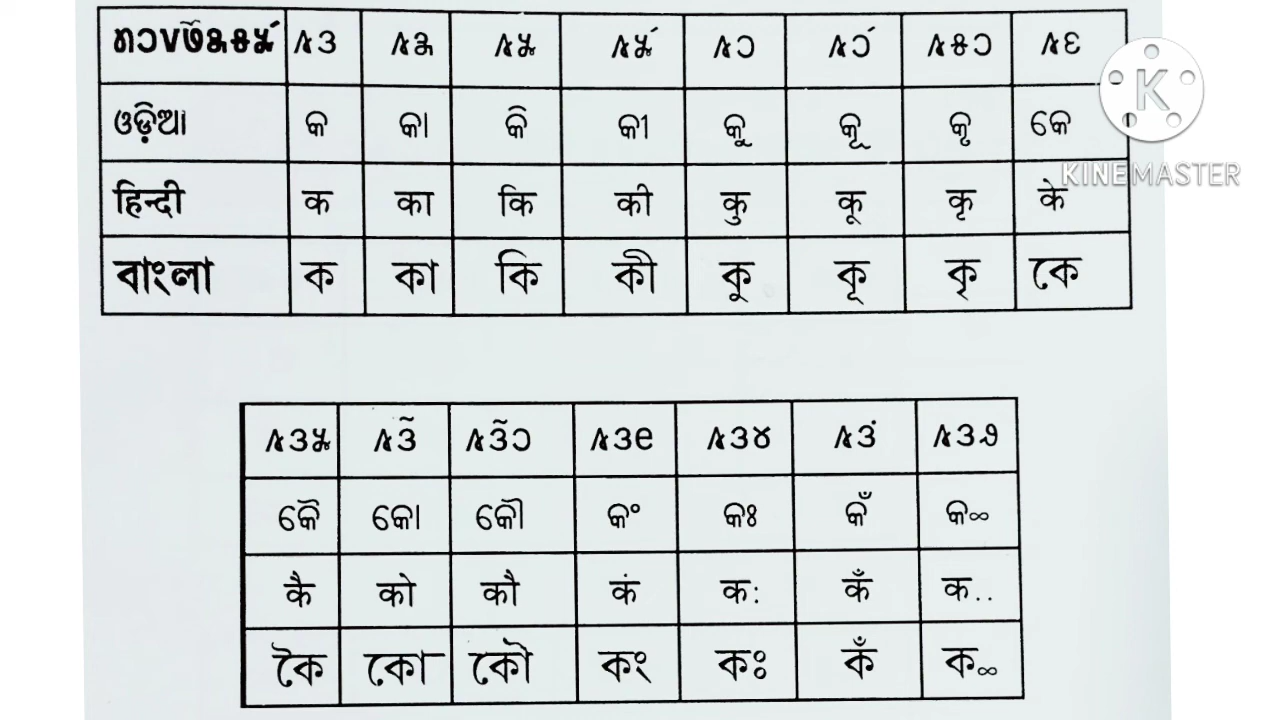 ଓଡ଼ିଆ କ କା କି କୀ କୁ କୂ କୃ କେ
हिन्दी क का कि की कु कू कृ के
বাংলা ক কা কি কী কু কূ কৃ কে
K
KINEMASTER
କୈ କୋ କୌ କଂ କଃ କଁ କ∞
कै को कौ कं क: कँ क..
কৈ কো কৌ কং কঃ কঁ ক∞